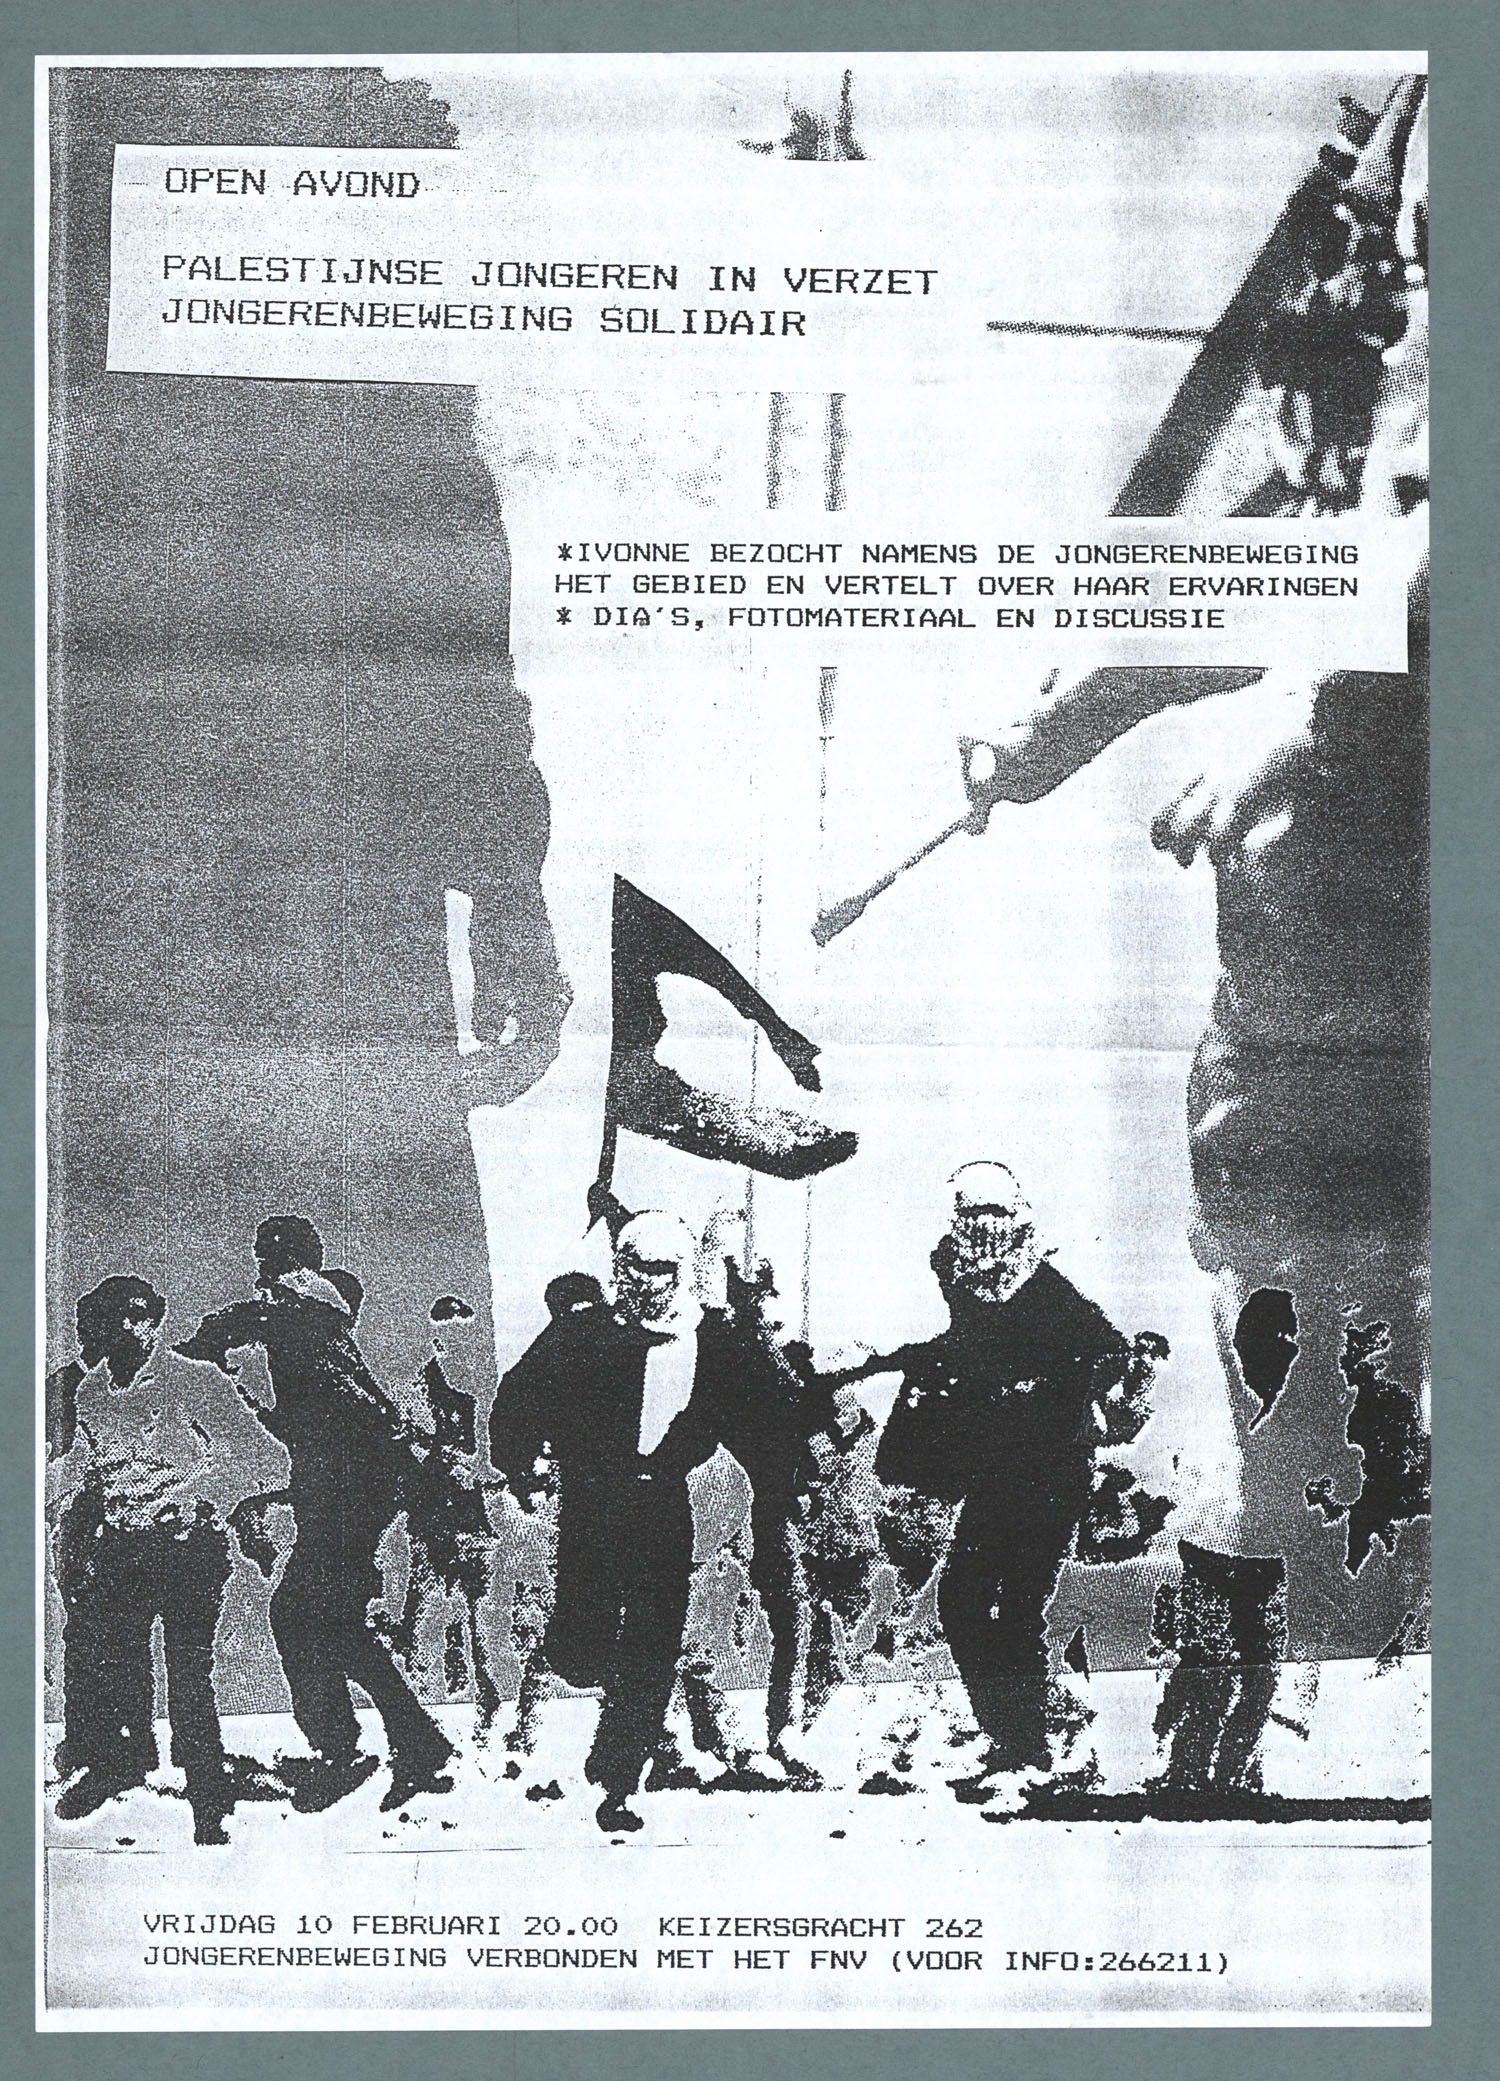 OPEN AVOND
PALESTIJNSE JONGEREN IN VERZET
JONGERENBEWEGING SOLIDAIR
*IVONNE BEZOCHT NAMENS DE JONGERENBEWEGING
HET GEBIED EN VERTELT OVER HAAR ERVARINGEN
* DIA'S, FOTOMATERIAAL EN DISCUSSIE
VRIJDAG 10 FEBRUARI 20.00 KEIZERSGRACHT 262
JONGERENBEWEGING VERBONDEN MET HET FNV (VOOR INFO:266211)